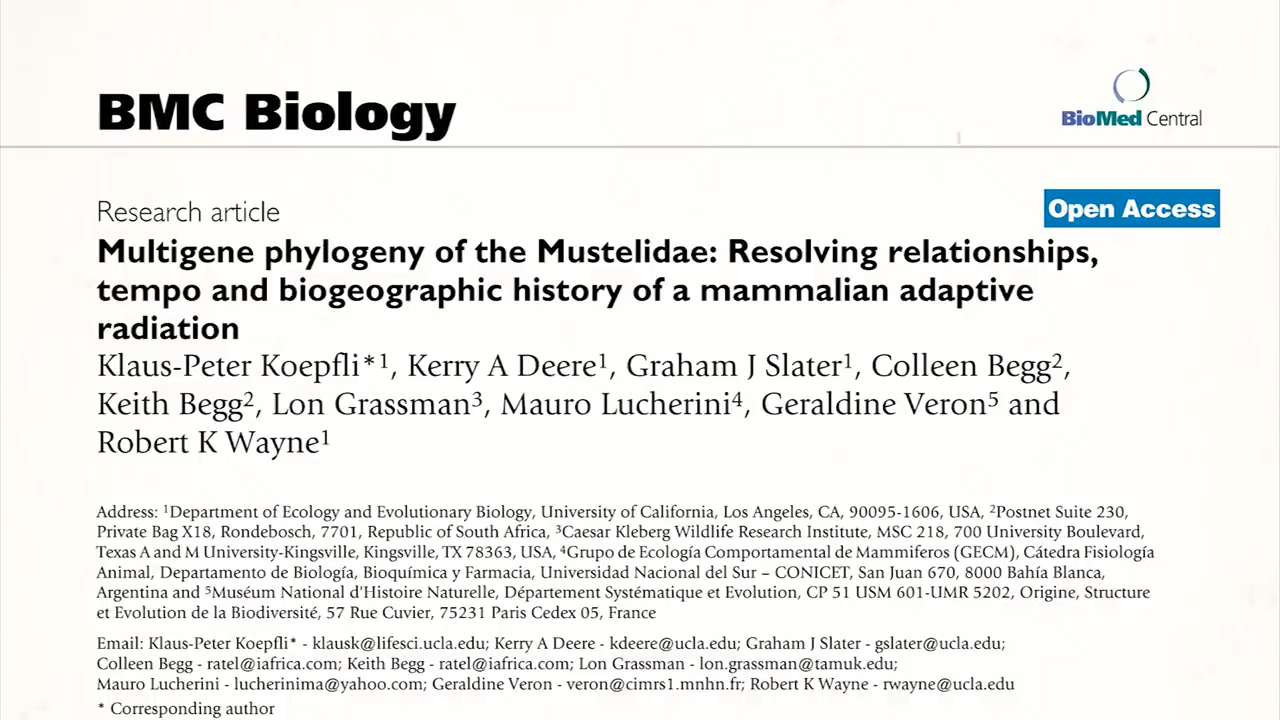 BMC Biology
BioMed Central
Research article
Open Access
Multigene phylogeny of the Mustelidae: Resolving relationships,
tempo and biogeographic history of a mammalian adaptive
radiation
Klaus-Peter Koepfli*1, Kerry A Deere1, Graham J Slater1, Colleen Begg2,
Keith Begg2, Lon Grassman3, Mauro Lucherini4, Geraldine Veron5 and
Robert K Wayne1
Address: 1Department of Ecology and Evolutionary Biology, University of California, Los Angeles, CA, 90095-1606, USA, 2Postnet Suite 230,
Private Bag X18, Rondebosch, 7701, Republic of South Africa, 3Caesar Kleberg Wildlife Research Institute, MSC 218, 700 University Boulevard,
Texas A and M University-Kingsville, Kingsville, TX 78363, USA, 4Grupo de Ecología Comportamental de Mammiferos (GECM), Cátedra Fisiología
Animal, Departamento de Biología, Bioquímica y Farmacia, Universidad Nacional del Sur – CONICET, San Juan 670, 8000 Bahía Blanca,
Argentina and 5Muséum National d'Histoire Naturelle, Département Systématique et Evolution, CP 51 USM 601-UMR 5202, Origine, Structure
et Evolution de la Biodiversité, 57 Rue Cuvier, 75231 Paris Cedex 05, France
Email: Klaus-Peter Koepfli* - klausk@lifesci.ucla.edu; Kerry A Deere - kdeere@ucla.edu; Graham J Slater - gslater@ucla.edu;
Colleen Begg - ratel@iafrica.com; Keith Begg - ratel@iafrica.com; Lon Grassman - lon.grassman@tamuk.edu;
Mauro Lucherini - lucherinima@yahoo.com; Geraldine Veron - veron@cimrs1.mnhn.fr; Robert K Wayne - rwayne@ucla.edu
* Corresponding author